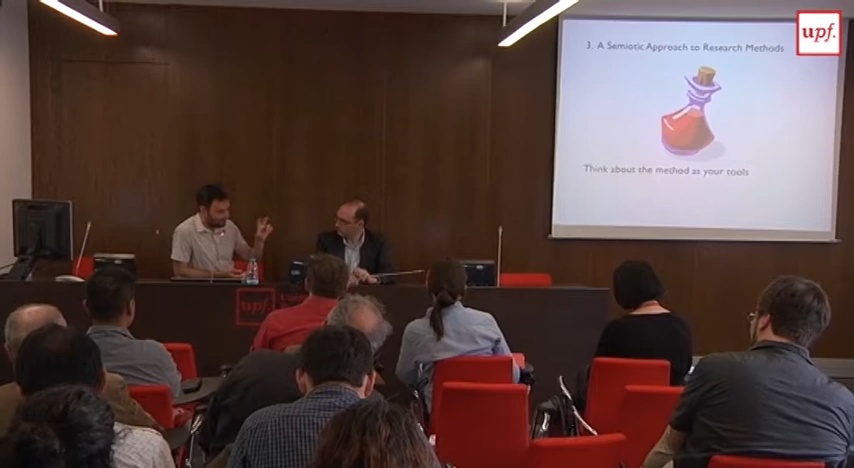 3. A Semiotic Approach to Research Methods
upf.
Think about the method as your tools
upf.